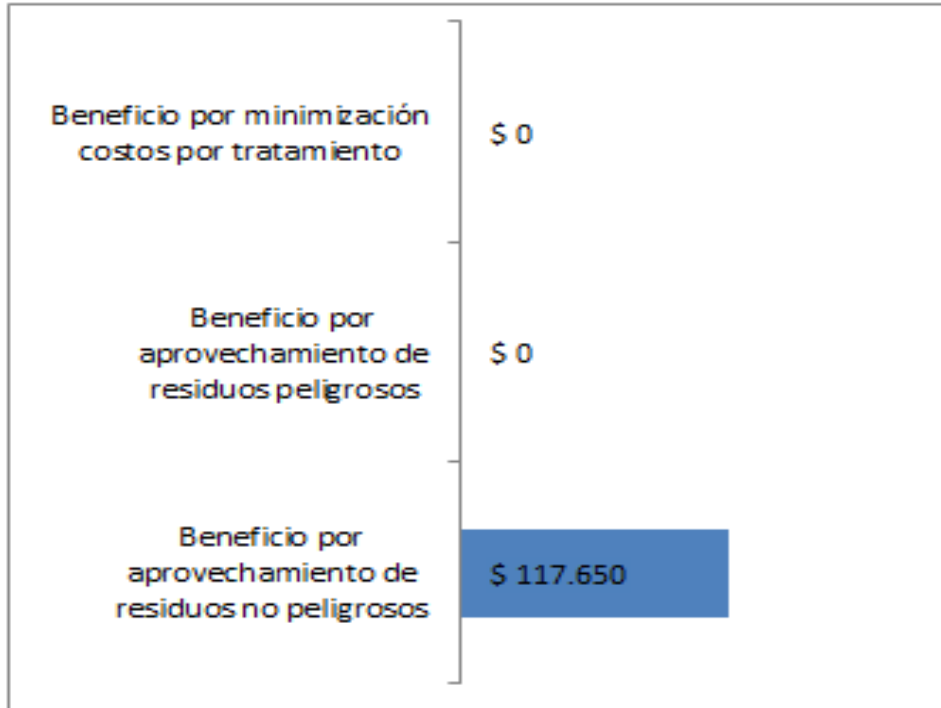 Beneficio por minimización
costos por tratamiento
$ 0
Beneficio por
aprovechamiento de
residuos peligrosos
$ 0
Beneficio por
aprovechamiento de
residuos no peligrosos
$ 117.650